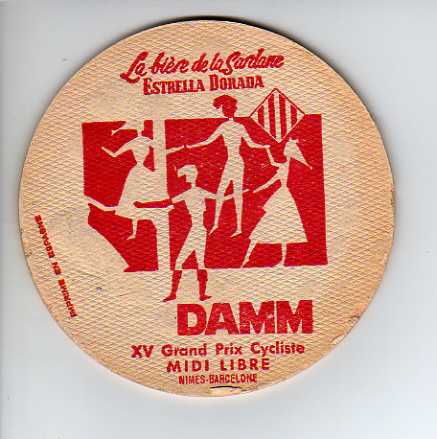 La bière de la Sardane
ESTRELLA DORADA
DAMM
XV Grand Prix Cycliste
MIDI LIBRE
NIMES-BARCELONE